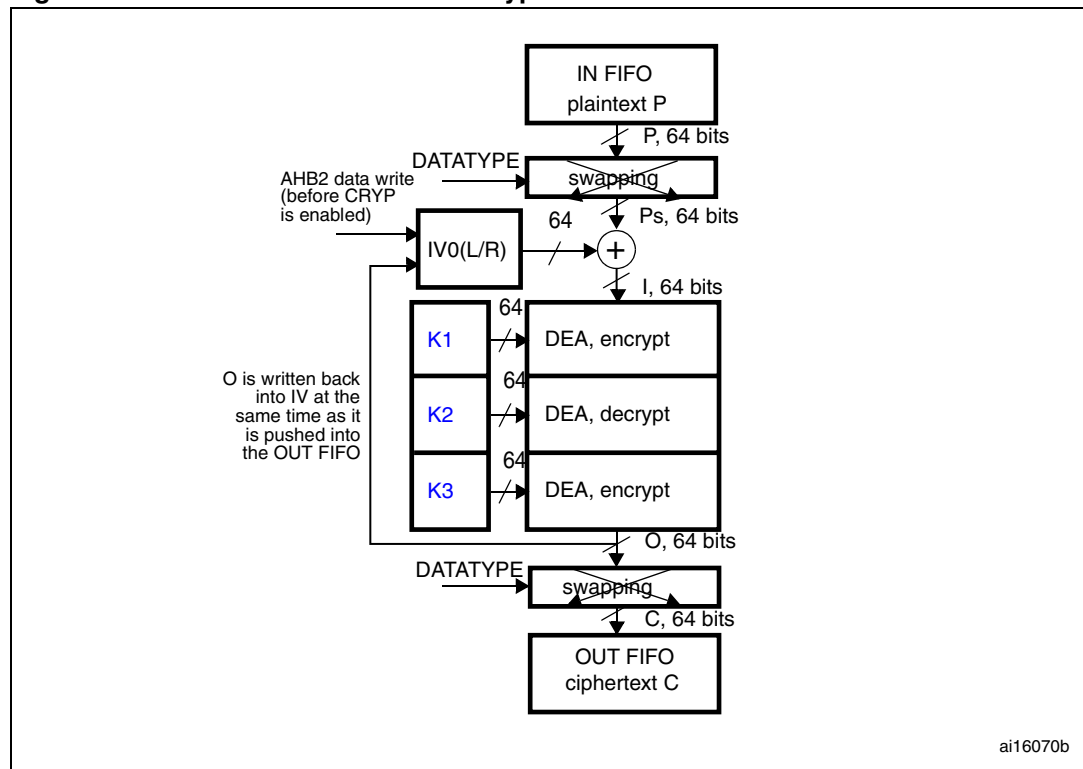 IN FIFO
plaintext P
P, 64 bits
DATATYPE
swapping
AHB2 data write
(before CRYP
is enabled)
Ps, 64 bits
64
IV0(L/R)
+
I, 64 bits
64
K1
DEA, encrypt
O is written back
into IV at the
same time as it
is pushed into
the OUT FIFO
64
K2
DEA, decrypt
64
K3
DEA, encrypt
O, 64 bits
DATATYPE
swapping
C, 64 bits
OUT FIFO
ciphertext C
ai16070b